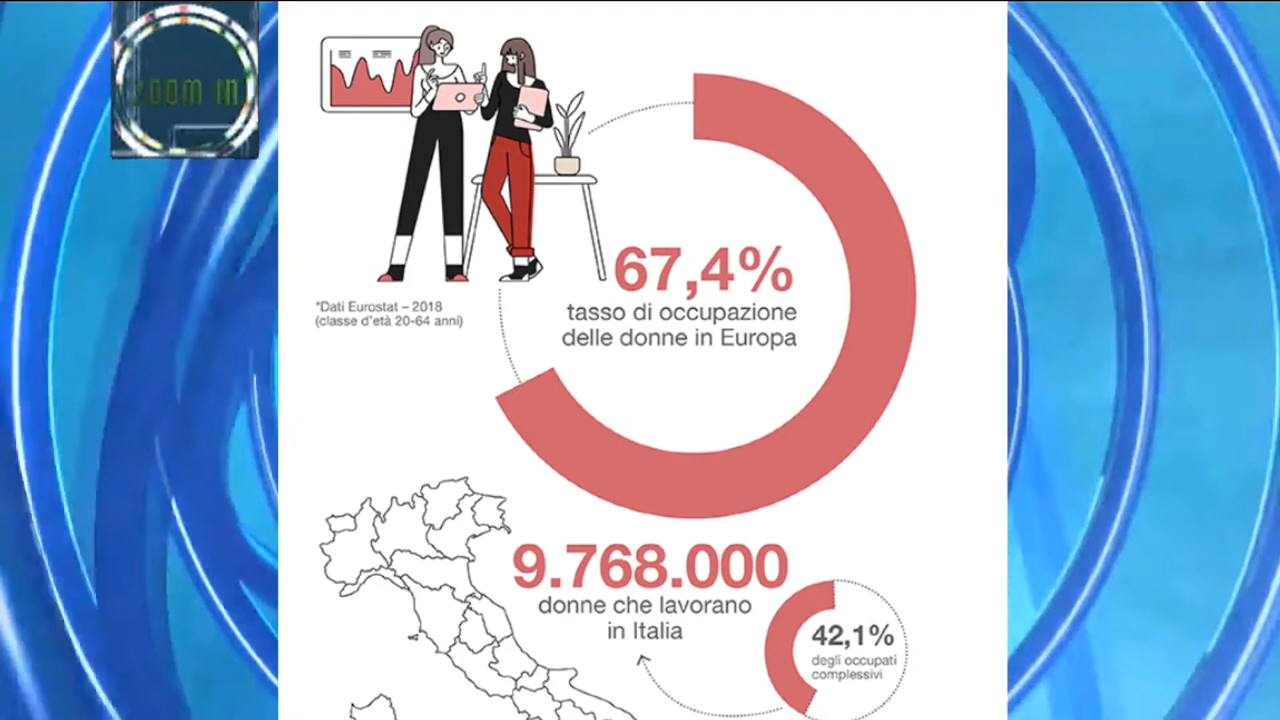 zoom in
67,4%
tasso di occupazione
delle donne in Europa
*Dati Eurostat – 2018
(classe d'età 20-64 anni)
9.768.000
donne che lavorano
in Italia
42,1%
degli occupati
complessivi